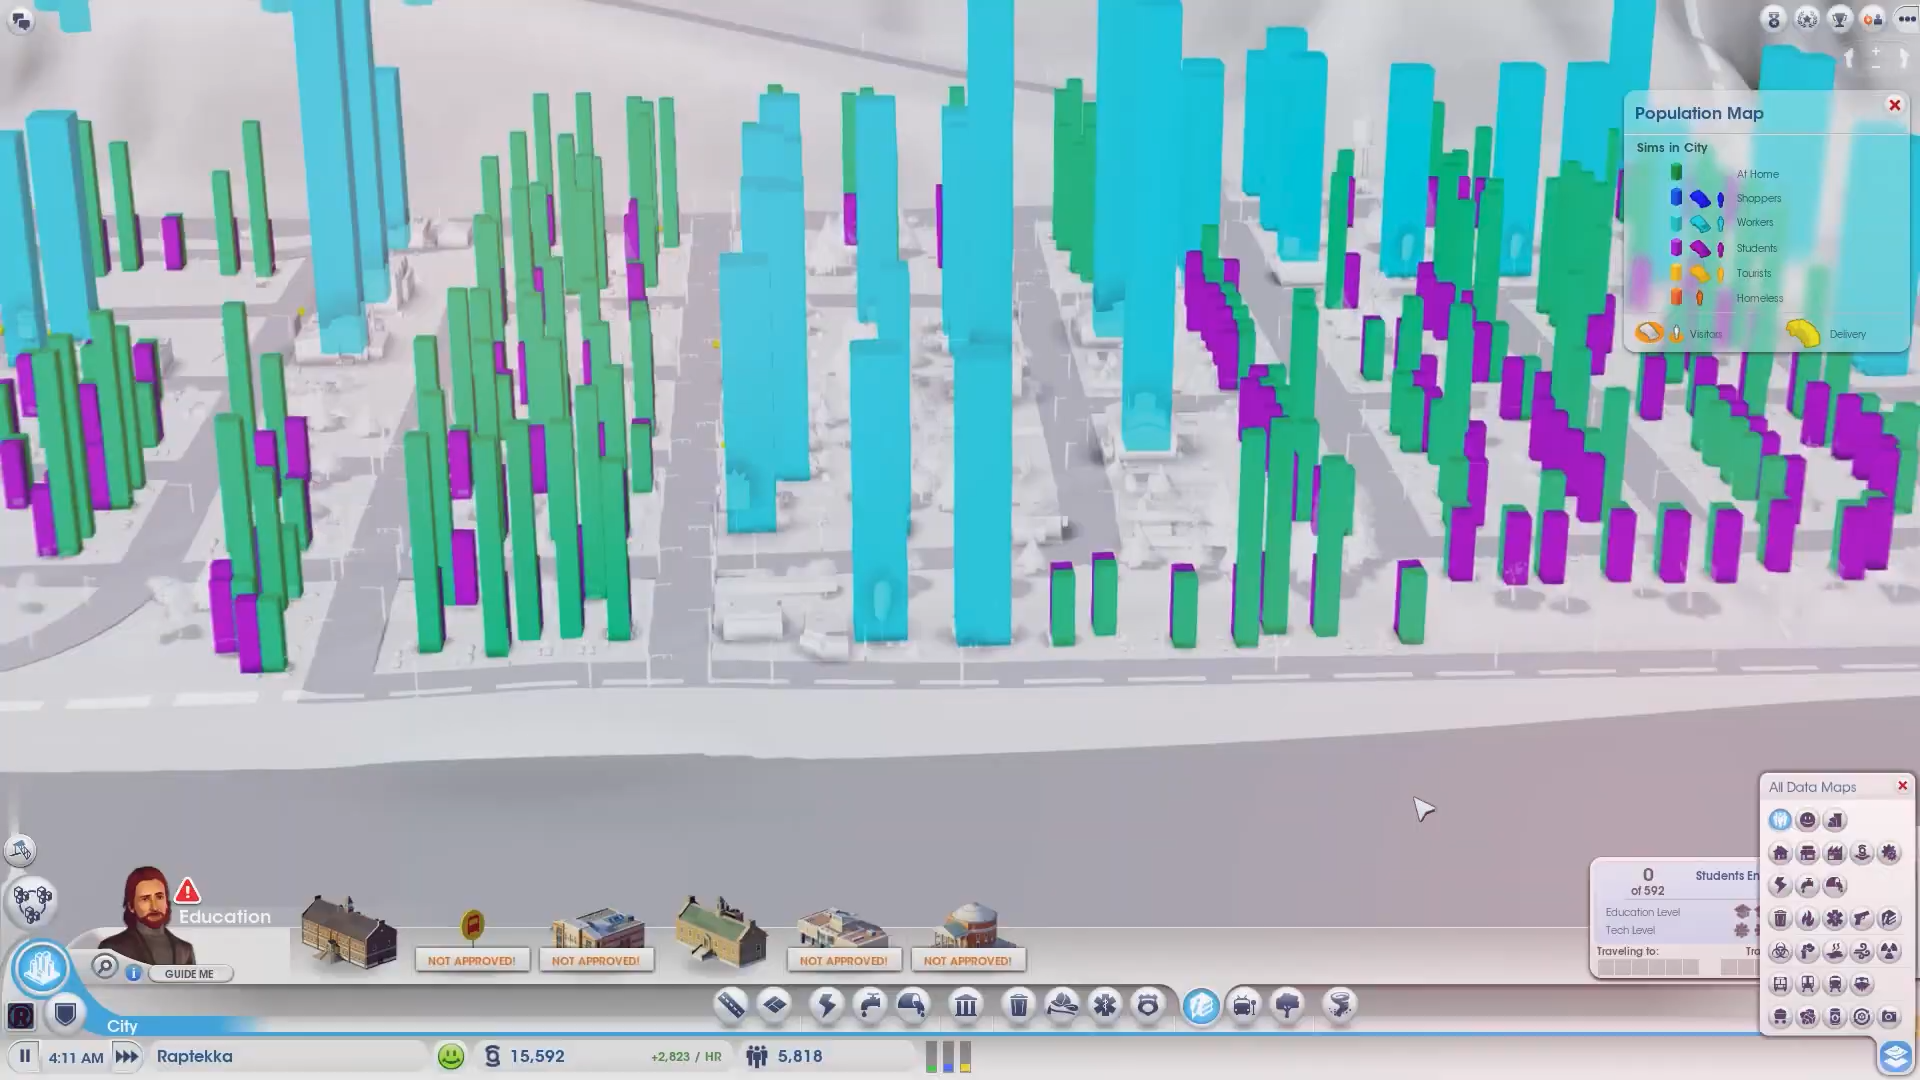 Population Map
Sims in City
At Home
Shoppers
Workers
Students
Tourists
Homeless
Visitors
Delivery
All Data Maps
0
of 592
Students En
Education Level
Tech Level
Traveling to:
Tra
Education
GUIDE ME
NOT APPROVED!
NOT APPROVED!
NOT APPROVED!
NOT APPROVED!
City
4:11 AM
Raptekka
15,592
+2,823 / HR
5,818